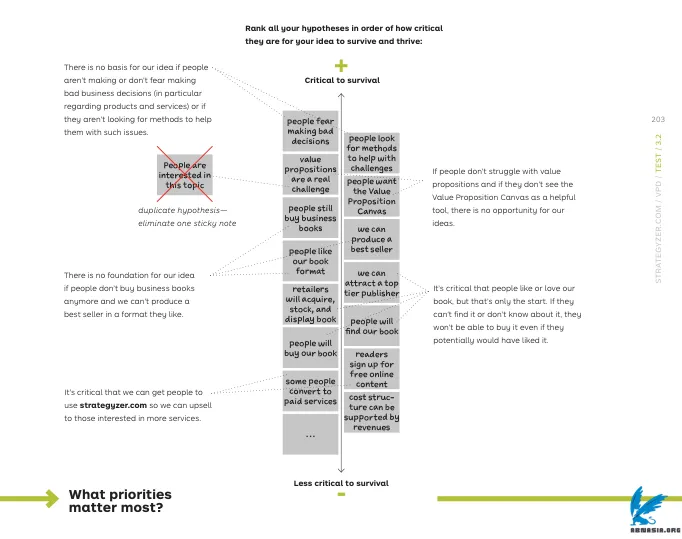 Rank all your hypotheses in order of how critical
they are for your idea to survive and thrive:
+
Critical to survival
There is no basis for our idea if people
aren't making or don't fear making
bad business decisions (in particular
regarding products and services) or if
they aren't looking for methods to help
them with such issues.
people fear
making bad
decisions
people look
for methods
to help with
challenges
203
STRATEGYZER.COM / VPD / TEST / 3.2
People are
interested in
this topic
value
propositions
are a real
challenge
people want
the Value
Proposition
Canvas
If people don't struggle with value
propositions and if they don't see the
Value Proposition Canvas as a helpful
tool, there is no opportunity for our
ideas.
duplicate hypothesis—
eliminate one sticky note
people still
buy business
books
we can
produce a
best seller
people like
our book
format
we can
attract a top
tier publisher
There is no foundation for our idea
if people don't buy business books
anymore and we can't produce a
best seller in a format they like.
retailers
will acquire,
stock, and
display book
people will
find our book
It's critical that people like or love our
book, but that's only the start. If they
can't find it or don't know about it, they
won't be able to buy it even if they
potentially would have liked it.
people will
buy our book
readers
sign up for
free online
content
some people
convert to
paid services
cost struc-
ture can be
supported by
revenues
It's critical that we can get people to
use strategyzer.com so we can upsell
to those interested in more services.
...
Less critical to survival
-
What priorities
matter most?
ABNASIA.ORG